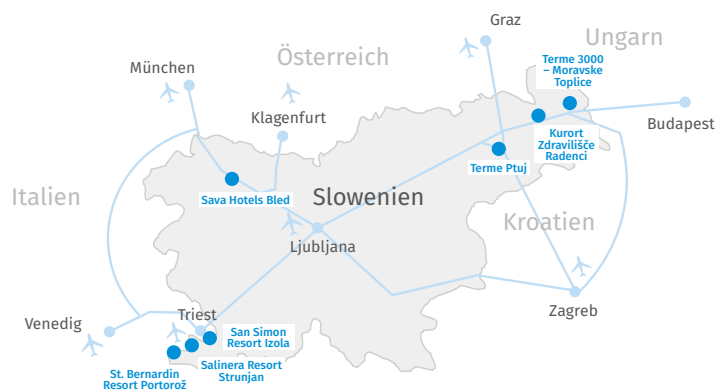 Graz
Ungarn
Österreich
Terme 3000
– Moravske
Toplice
München
Klagenfurt
Budapest
Kurort
Zdravilišče
Radenci
Terme Ptuj
Italien
Sava Hotels Bled
Slowenien
Kroatien
Ljubljana
Zagreb
Triest
Venedig
San Simon
Resort Izola
Salinera Resort
Strunjan
St. Bernardin
Resort Portorož